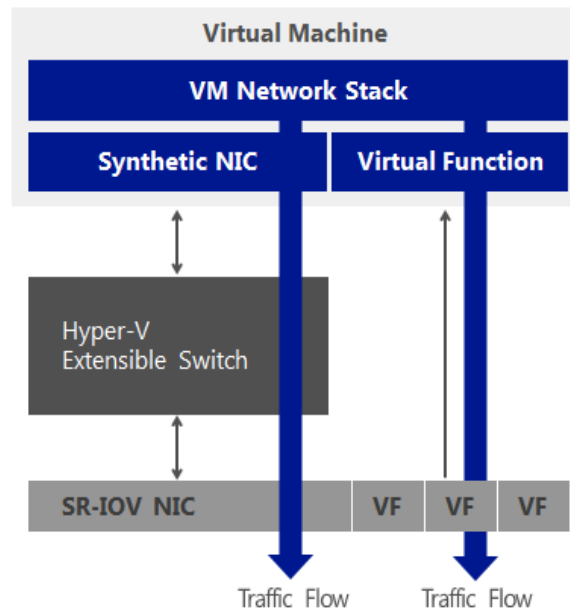 Virtual Machine
VM Network Stack
Synthetic NIC
Virtual Function
Hyper-V
Extensible Switch
SR-IOV NIC
VF
VF
VF
Traffic Flow
Traffic Flow